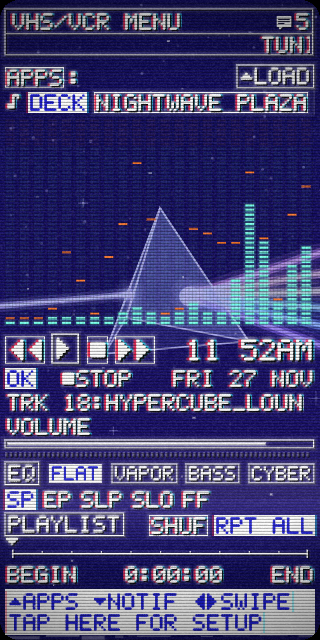 VHS/VCR MENU 5
TUN
APPS: LOAD
DECK NIGHTWAVE PLAZA
11 52AM
OK STOP FRI 27 NOV
TRK 18:HYPERCUBE_LOUN
VOLUME
EQ FLAT VAPOR BASS CYBER
SP EP SLP SLO FF
PLAYLIST SHUF RPT ALL
BEGIN 0:00:00 END
APPS NOTIF SWIPE
TAP HERE FOR SETUP